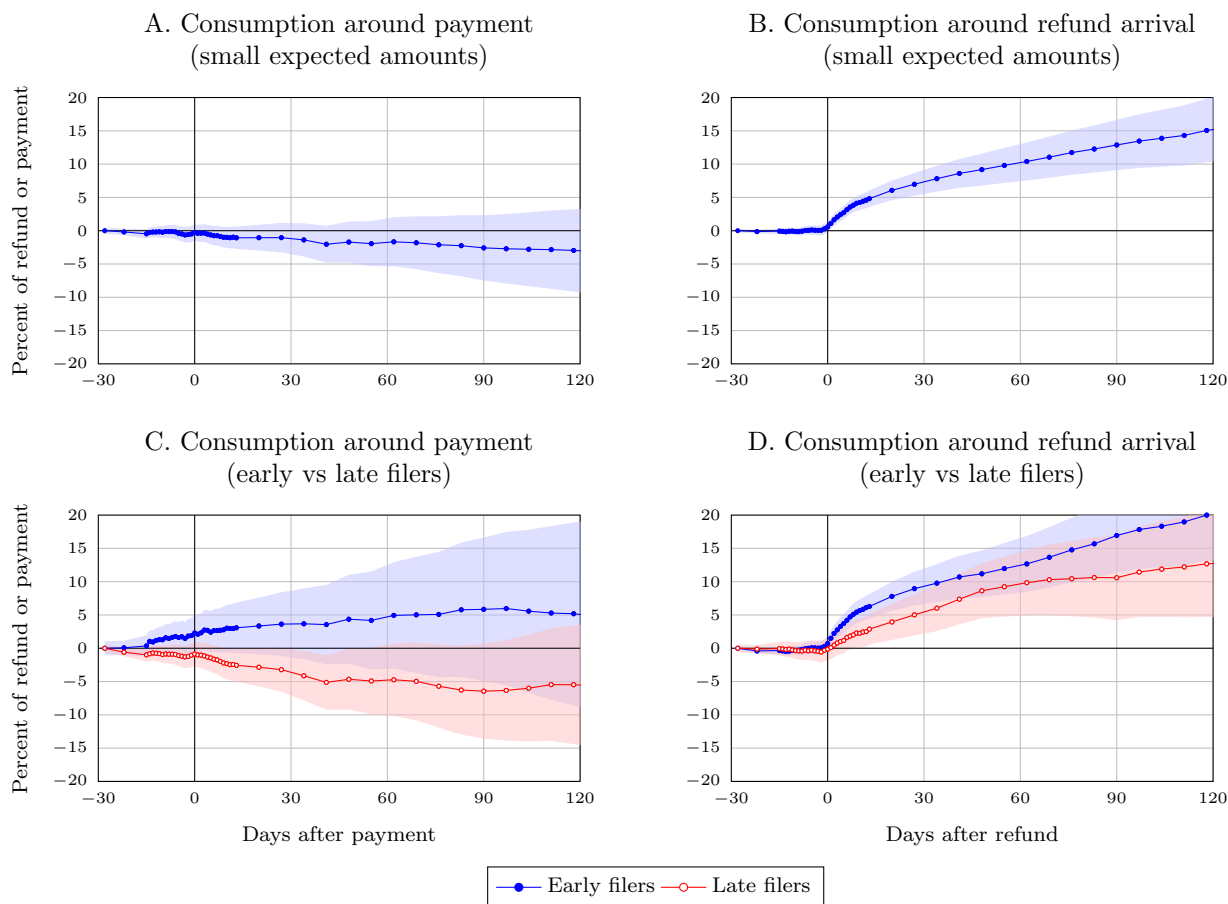 A. Consumption around payment
(small expected amounts)
B. Consumption around refund arrival
(small expected amounts)
Percent of refund or payment
20
15
10
5
0
−5
−10
−15
−20
−30 0 30 60 90 120
20
15
10
5
0
−5
−10
−15
−20
−30 0 30 60 90 120
C. Consumption around payment
(early vs late filers)
D. Consumption around refund arrival
(early vs late filers)
Percent of refund or payment
20
15
10
5
0
−5
−10
−15
−20
−30 0 30 60 90 120
Days after payment
20
15
10
5
0
−5
−10
−15
−20
−30 0 30 60 90 120
Days after refund
Early filers Late filers